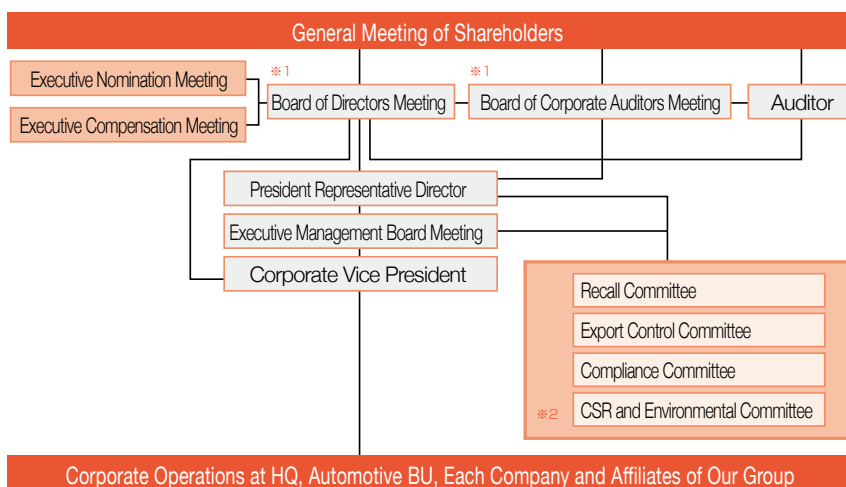 General Meeting of Shareholders
Executive Nomination Meeting
Executive Compensation Meeting
※1
Board of Directors Meeting
※1
Board of Corporate Auditors Meeting
Auditor
President Representative Director
Executive Management Board Meeting
Corporate Vice President
Recall Committee
Export Control Committee
Compliance Committee
※2
CSR and Environmental Committee
Corporate Operations at HQ, Automotive BU, Each Company and Affiliates of Our Group